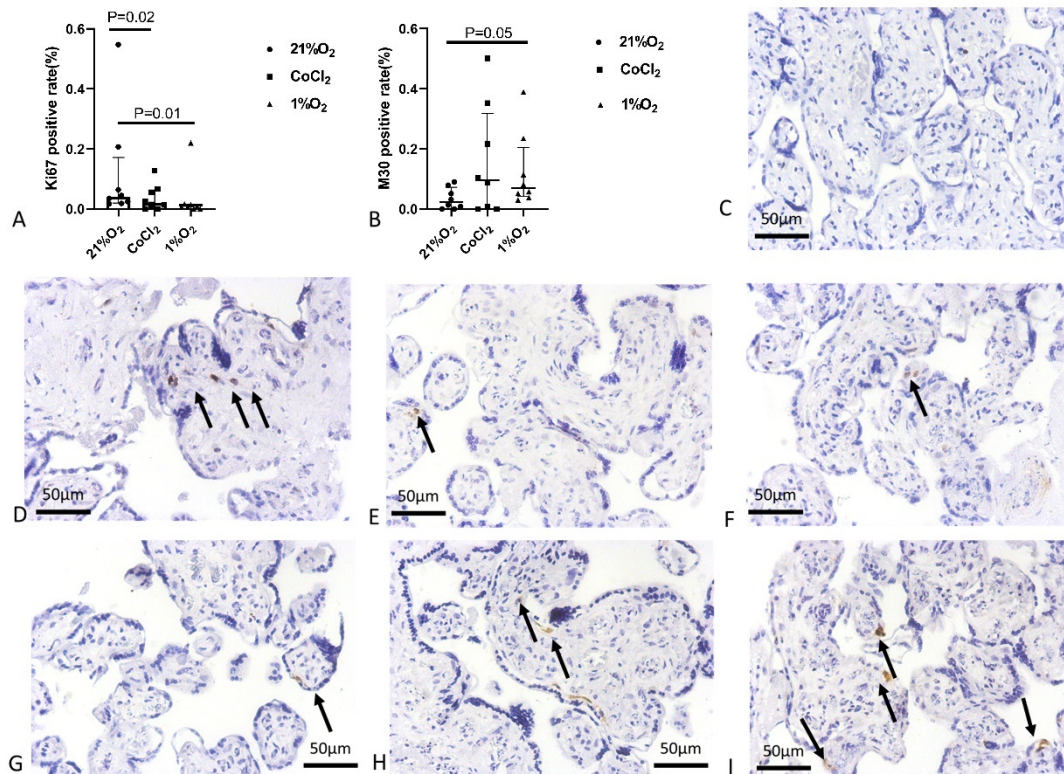 P=0.02
P=0.01
Ki67 positive rate(%)
0.6
0.4
0.2
0.0
21%O₂
CoCl₂
1%O₂
21%O₂
CoCl₂
1%O₂
A
P=0.05
M30 positive rate(%)
0.6
0.4
0.2
0.0
21%O₂
CoCl₂
1%O₂
21%O₂
CoCl₂
1%O₂
B
50μm
C
50μm
D
50μm
E
50μm
F
50μm
G
50μm
H
50μm
I